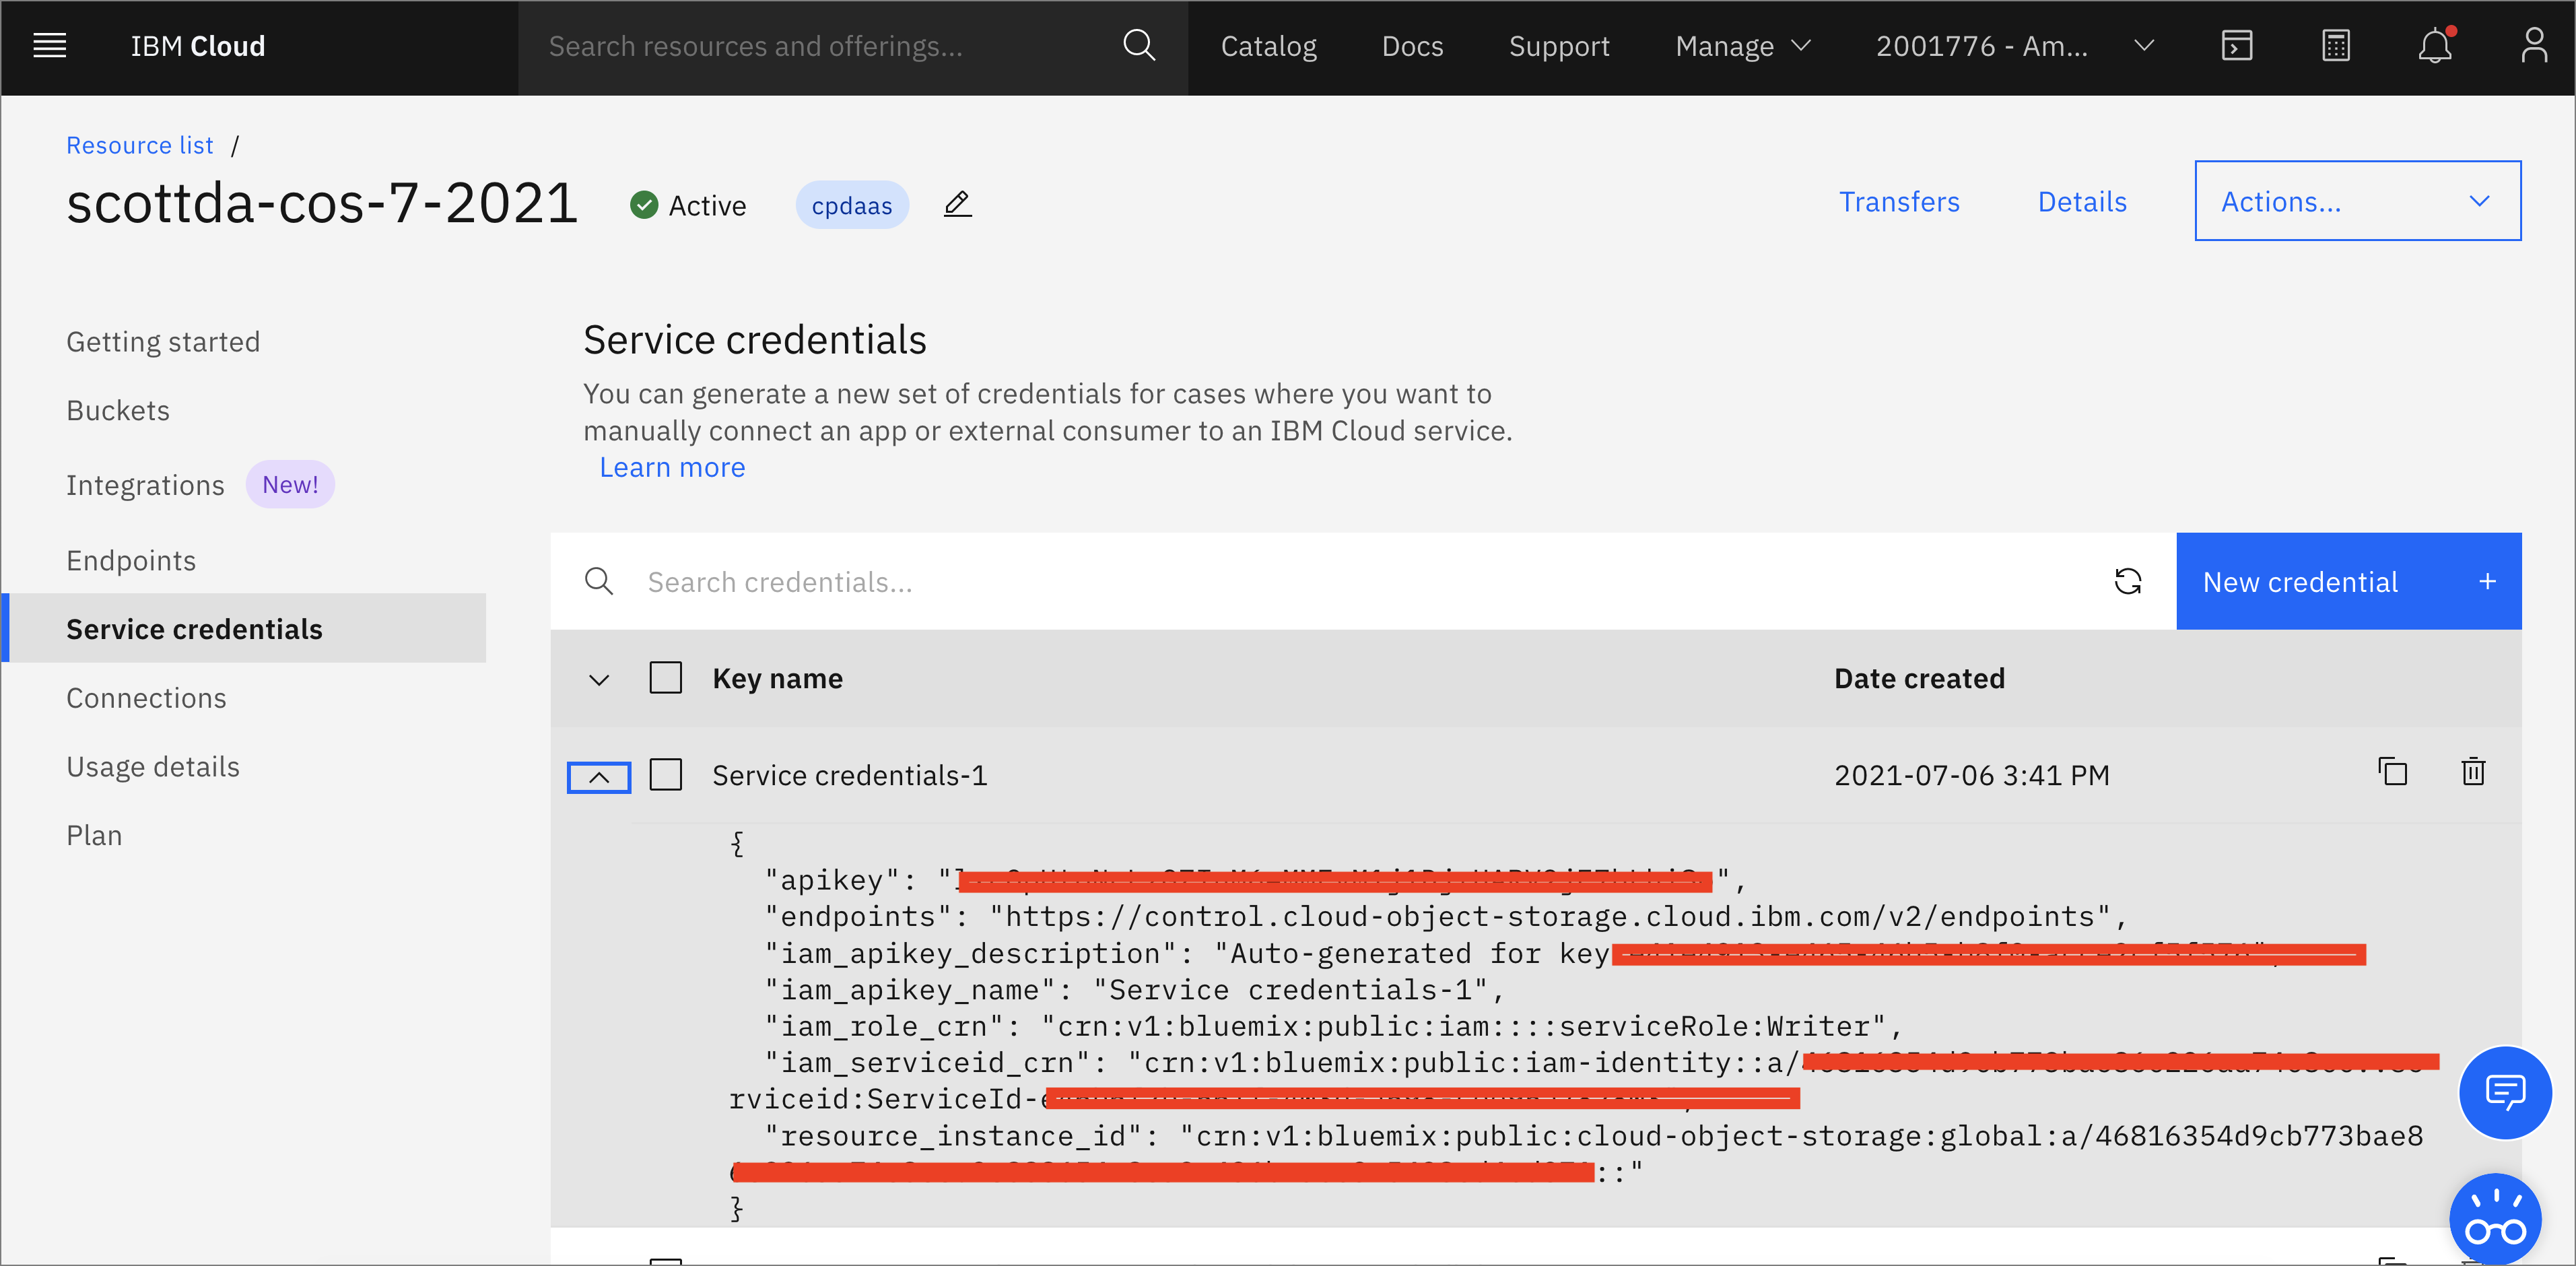 IBM Cloud
Search resources and offerings...
Catalog
Docs
Support
Manage
2001776 - Am...
Resource list /
scottda-cos-7-2021
Active
cpdaas
Transfers
Details
Actions...
Getting started
Buckets
Integrations
New!
Endpoints
Service credentials
Connections
Usage details
Plan
Service credentials
You can generate a new set of credentials for cases where you want to
manually connect an app or external consumer to an IBM Cloud service.
Learn more
Search credentials...
New credential +
Key name
Date created
Service credentials-1
2021-07-06 3:41 PM
{
"apikey": "
",
"endpoints": "https://control.cloud-object-storage.cloud.ibm.com/v2/endpoints",
"iam_apikey_description": "Auto-generated for key
"iam_apikey_name": "Service credentials-1",
"iam_role_crn": "crn:v1:bluemix:public:iam::::serviceRole:Writer",
"iam_serviceid_crn": "crn:v1:bluemix:public:iam-identity::a/
rviceid:ServiceId-
"resource_instance_id": "crn:v1:bluemix:public:cloud-object-storage:global:a/46816354d9cb773bae8
::"
}